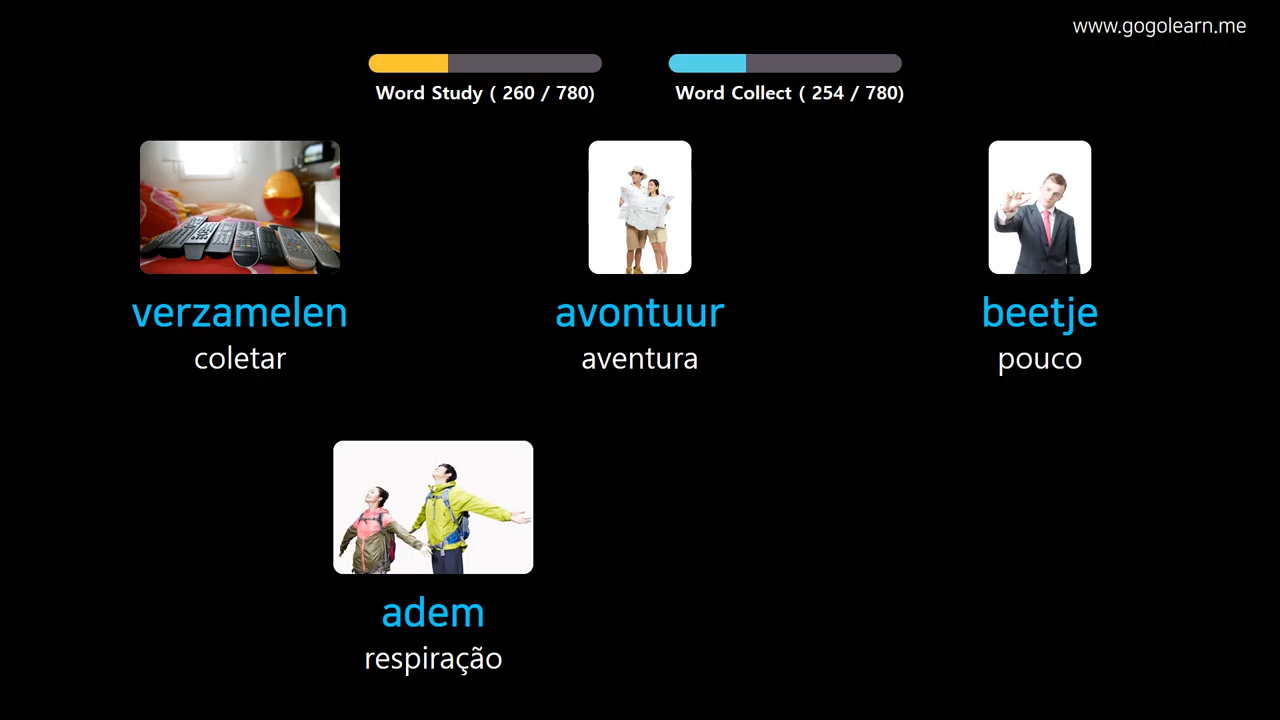 www.gogolearn.me
Word Study ( 260 / 780)
Word Collect ( 254 / 780)
verzamelen
coletar
avontuur
aventura
beetje
pouco
adem
respiração